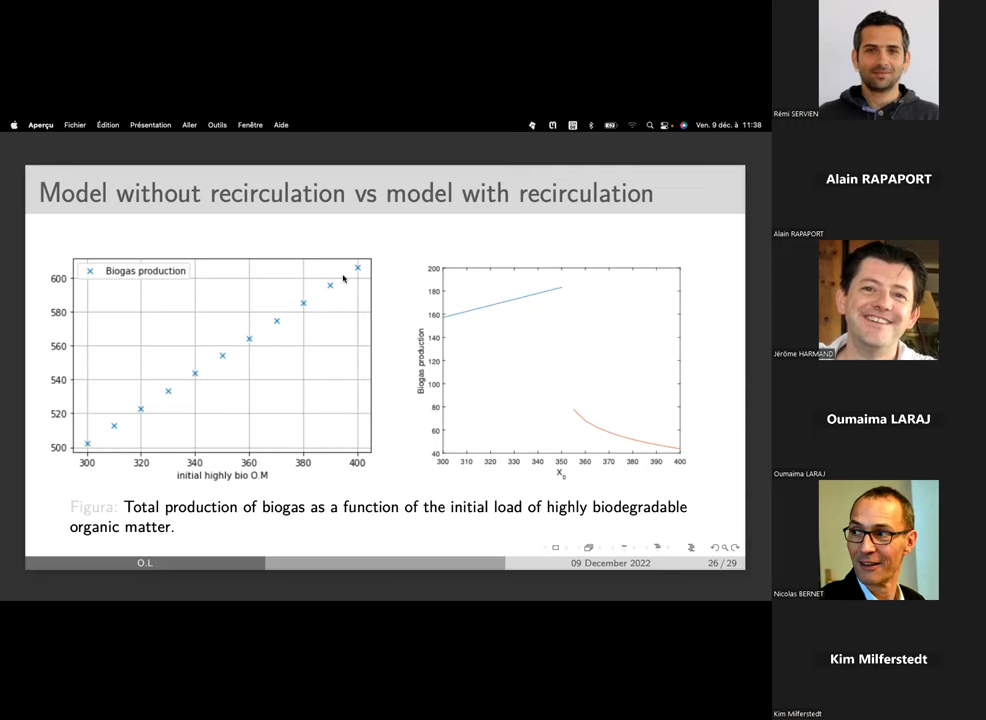 Aperçu Fichier Édition Présentation Aller Outils Fenêtre Aide
Ven. 9 déc. à 11:38
Model without recirculation vs model with recirculation
Biogas production
600
580
560
540
520
500
300 320 340 360 380 400
initial highly bio O.M
200
180
160
140
120
100
80
60
40
Biogas production
300 310 320 330 340 350 360 370 380 390 400
X0
Figura: Total production of biogas as a function of the initial load of highly biodegradable
organic matter.
O.L
09 December 2022
26 / 29
Rémi SERVIEN
Alain RAPAPORT
Alain RAPAPORT
Jérôme HARMAND
Oumaima LARAJ
Oumaima LARAJ
Nicolas BERNET
Kim Milferstedt
Kim Milferstedt